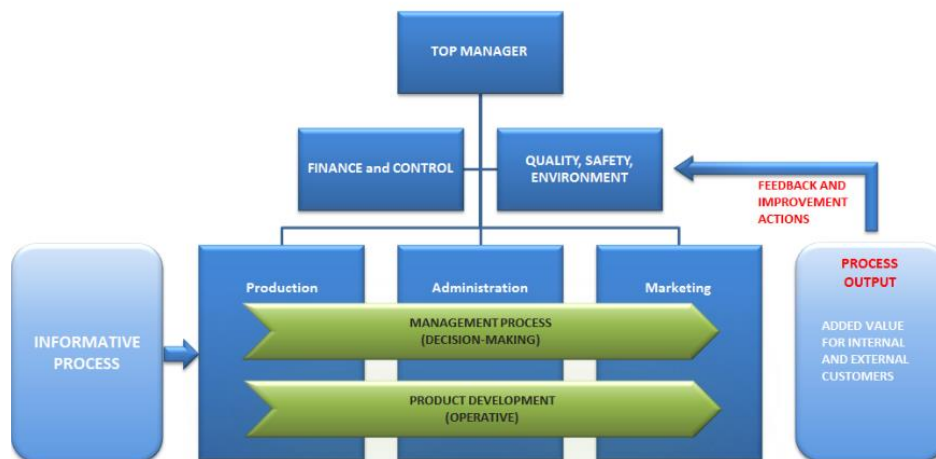 TOP MANAGER
FINANCE and CONTROL
QUALITY, SAFETY,
ENVIRONMENT
FEEDBACK AND
IMPROVEMENT
ACTIONS
INFORMATIVE
PROCESS
Production
Administration
Marketing
MANAGEMENT PROCESS
(DECISION-MAKING)
PRODUCT DEVELOPMENT
(OPERATIVE)
PROCESS
OUTPUT
ADDED VALUE
FOR INTERNAL
AND EXTERNAL
CUSTOMERS